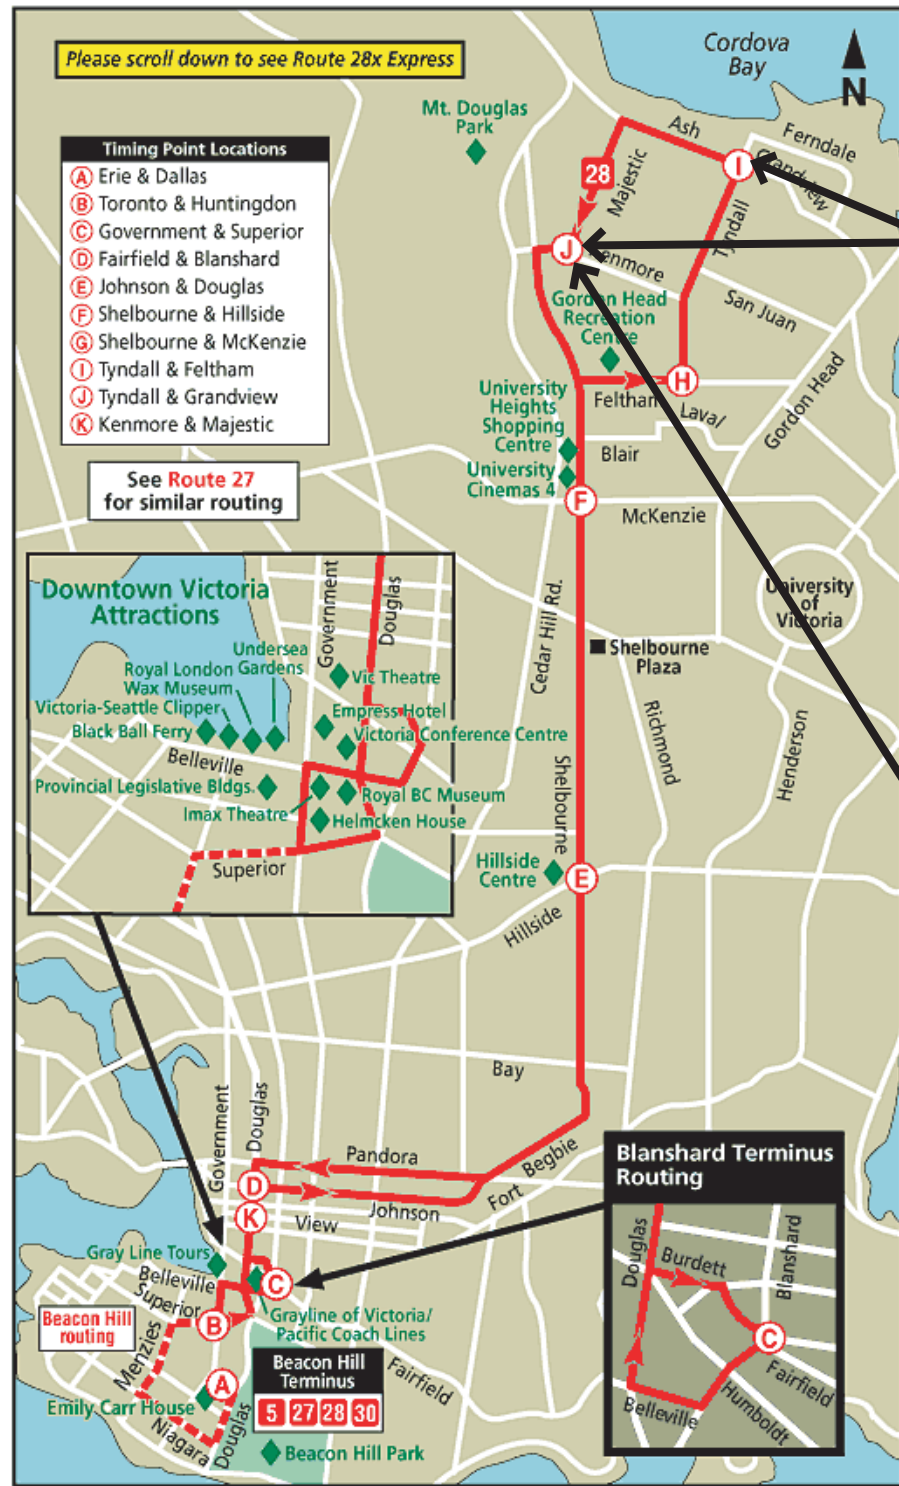 Please scroll down to see Route 28x Express
Cordova
Bay
N
Mt. Douglas
Park
Ash
Ferndale
Grandview
Majestic
28
I
Tyndall
J
Kenmore
San Juan
Gordon Head
Recreation
Centre
Timing Point Locations
A Erie & Dallas
B Toronto & Huntingdon
C Government & Superior
D Fairfield & Blanshard
E Johnson & Douglas
F Shelbourne & Hillside
G Shelbourne & McKenzie
I Tyndall & Feltham
J Tyndall & Grandview
K Kenmore & Majestic
See Route 27
for similar routing
H
Feltham
Laval
Gordon Head
University
Heights
Shopping
Centre
Blair
University
Cinemas 4
F
McKenzie
University
of
Victoria
Cedar Hill Rd.
Shelbourne
Plaza
Richmond
Henderson
Shelbourne
Hillside
Centre
E
Hillside
Downtown Victoria
Attractions
Government
Douglas
Undersea
Gardens
Royal London
Wax Museum
Victoria-Seattle Clipper
Black Ball Ferry
Vic Theatre
Empress Hotel
Victoria Conference Centre
Belleville
Provincial Legislative Bldgs.
Royal BC Museum
Imax Theatre
Helmcken House
Superior
Bay
Government
Douglas
Pandora
Begbie
Fort
D
Johnson
K
View
Gray Line Tours
Belleville
Superior
C
B
Grayline of Victoria/
Pacific Coach Lines
Beacon Hill
routing
Menzies
A
Emily Carr House
Niagara
Douglas
Beacon Hill
Terminus
5 27 28 30
Fairfield
Beacon Hill Park
Blanshard Terminus
Routing
Douglas
Burdett
Blanshard
C
Fairfield
Belleville
Humboldt